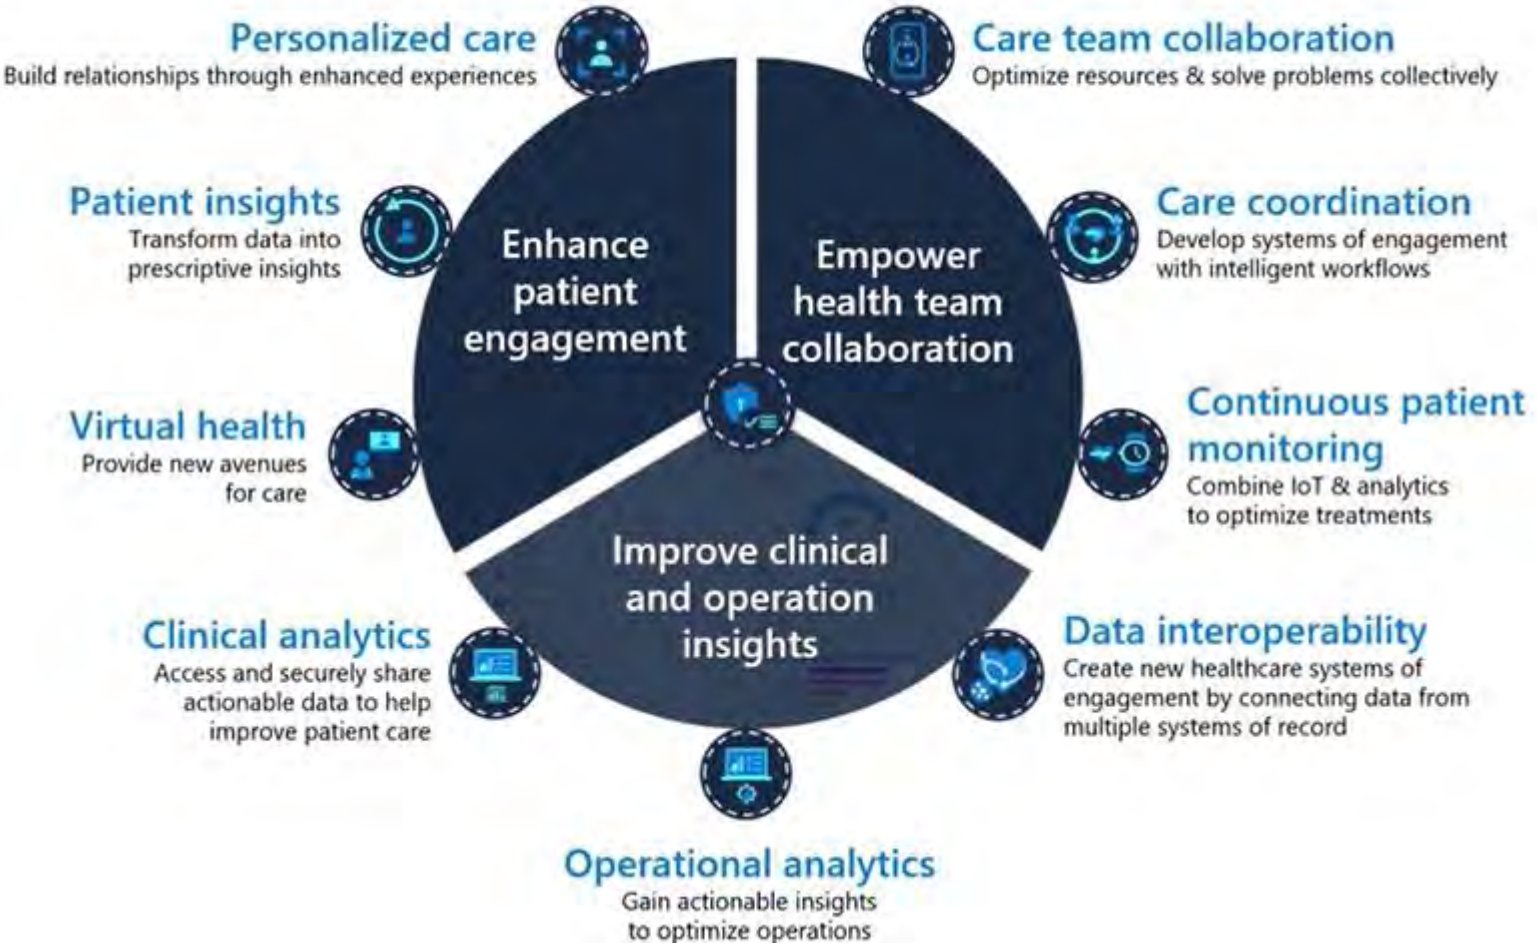 Personalized care
Build relationships through enhanced experiences
Care team collaboration
Optimize resources & solve problems collectively
Patient insights
Transform data into
prescriptive insights
Care coordination
Develop systems of engagement
with intelligent workflows
Enhance
patient
engagement
Empower
health team
collaboration
Virtual health
Provide new avenues
for care
Continuous patient
monitoring
Combine IoT & analytics
to optimize treatments
Improve clinical
and operation
insights
Clinical analytics
Access and securely share
actionable data to help
improve patient care
Data interoperability
Create new healthcare systems of
engagement by connecting data from
multiple systems of record
Operational analytics
Gain actionable insights
to optimize operations